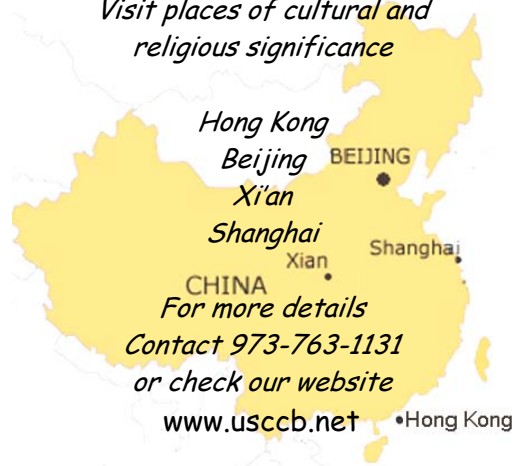 Visit places of cultural and
religious significance
Hong Kong
Beijing
BEIJING
Xi'an
Shanghai
Shanghai
Xian
CHINA
For more details
Contact 973-763-1131
or check our website
www.usccb.net
Hong Kong